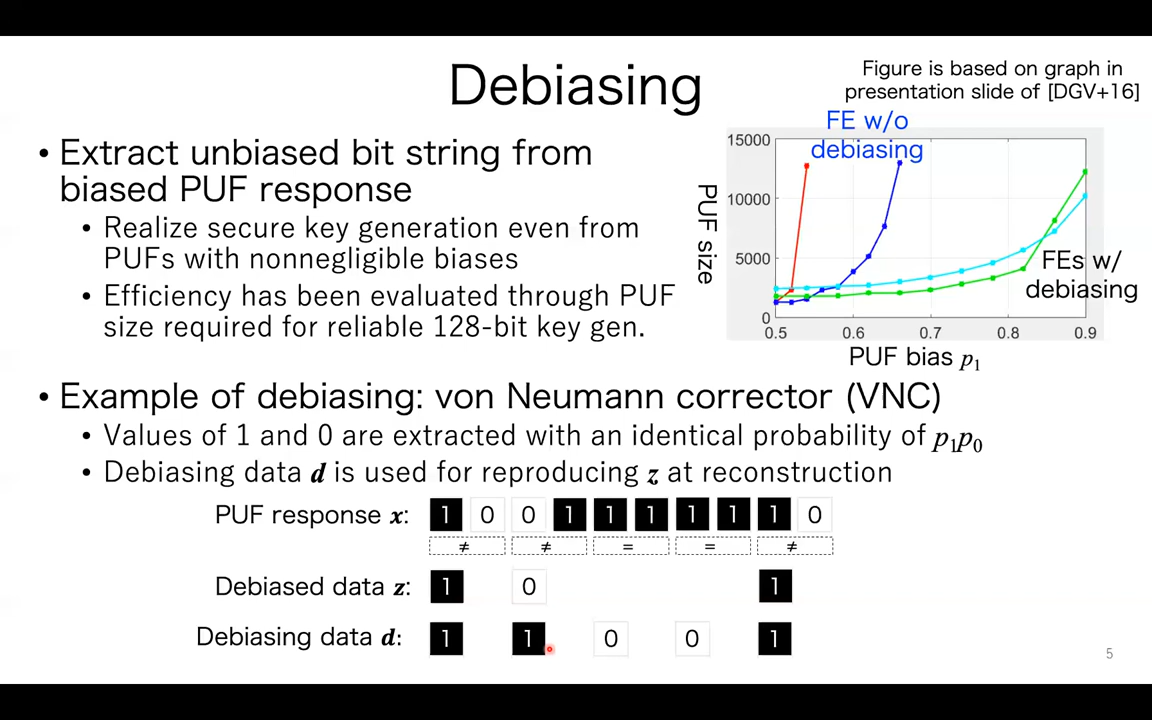 Debiasing
Figure is based on graph in
presentation slide of [DGV+16]
• Extract unbiased bit string from
biased PUF response
• Realize secure key generation even from
PUFs with nonnegligible biases
• Efficiency has been evaluated through PUF
size required for reliable 128-bit key gen.
FE w/o
debiasing
15000
10000
5000
0
PUF size
0.5 0.6 0.7 0.8 0.9
PUF bias p₁
FEs w/
debiasing
• Example of debiasing: von Neumann corrector (VNC)
• Values of 1 and 0 are extracted with an identical probability of p₁p₀
• Debiasing data d is used for reproducing z at reconstruction
PUF response x: 1 0 0 1 1 1 1 1 1 0
≠ ≠ = = ≠
Debiased data z: 1 0 1
Debiasing data d: 1 1 0 0 1
5